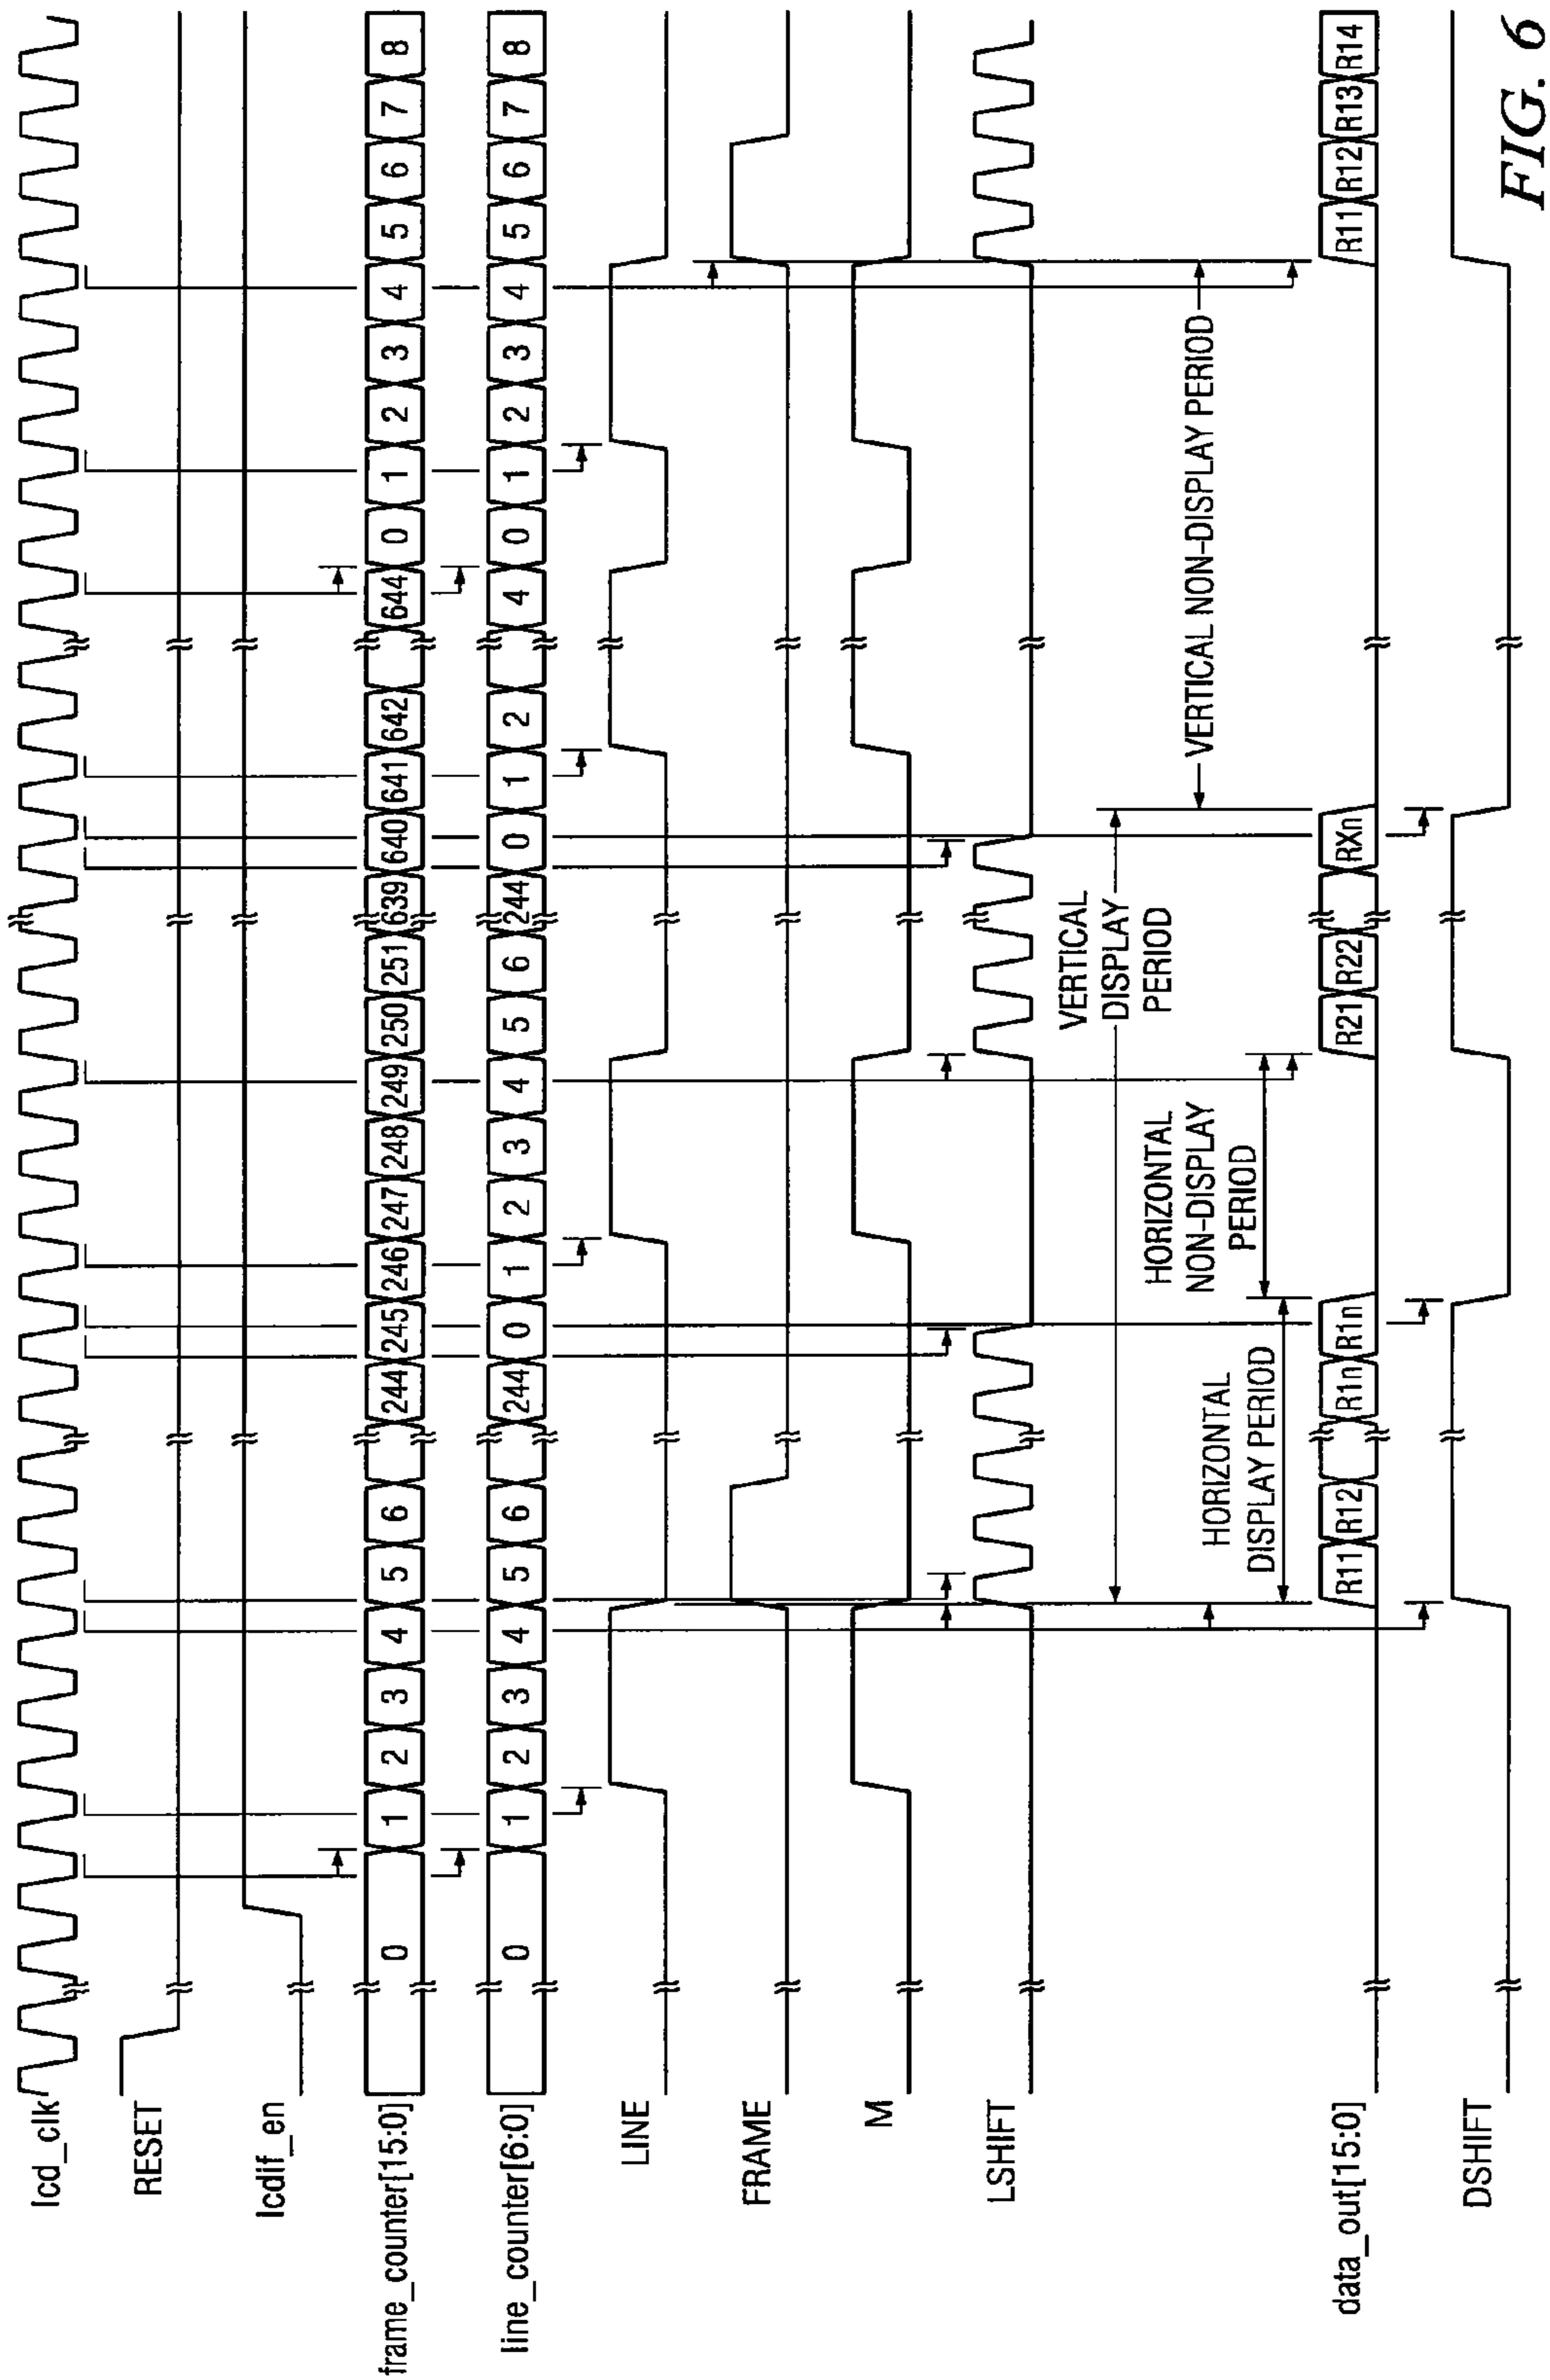 lcd_clk
RESET
lcdif_en
frame_counter[15:0] 0 1 2 3 4 5 6 244 245 246 247 248 249 250 251 639 640 641 642 644 0 1 2 3 4 5 6 7 8
line_counter[6:0] 0 1 2 3 4 5 6 244 0 1 2 3 4 5 6 244 0 1 2 4 0 1 2 3 4 5 6 7 8
LINE
FRAME
M
LSHIFT
VERTICAL
DISPLAY
PERIOD
VERTICAL NON-DISPLAY PERIOD
HORIZONTAL
DISPLAY PERIOD
HORIZONTAL
NON-DISPLAY
PERIOD
data_out[15:0] R11 R12 R1n R1n R21 R22 RXn R11 R12 R13 R14
DSHIFT
FIG. 6